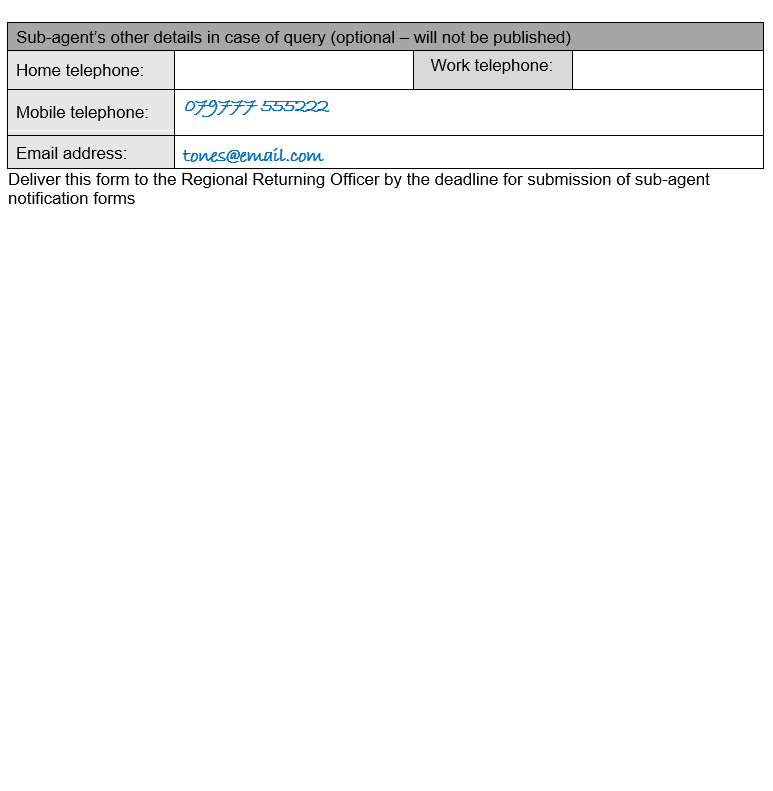 Sub-agent’s other details in case of query (optional – will not be published)
Home telephone: Work telephone:
Mobile telephone: 079777 555222
Email address: tones@email.com
Deliver this form to the Regional Returning Officer by the deadline for submission of sub-agent
notification forms